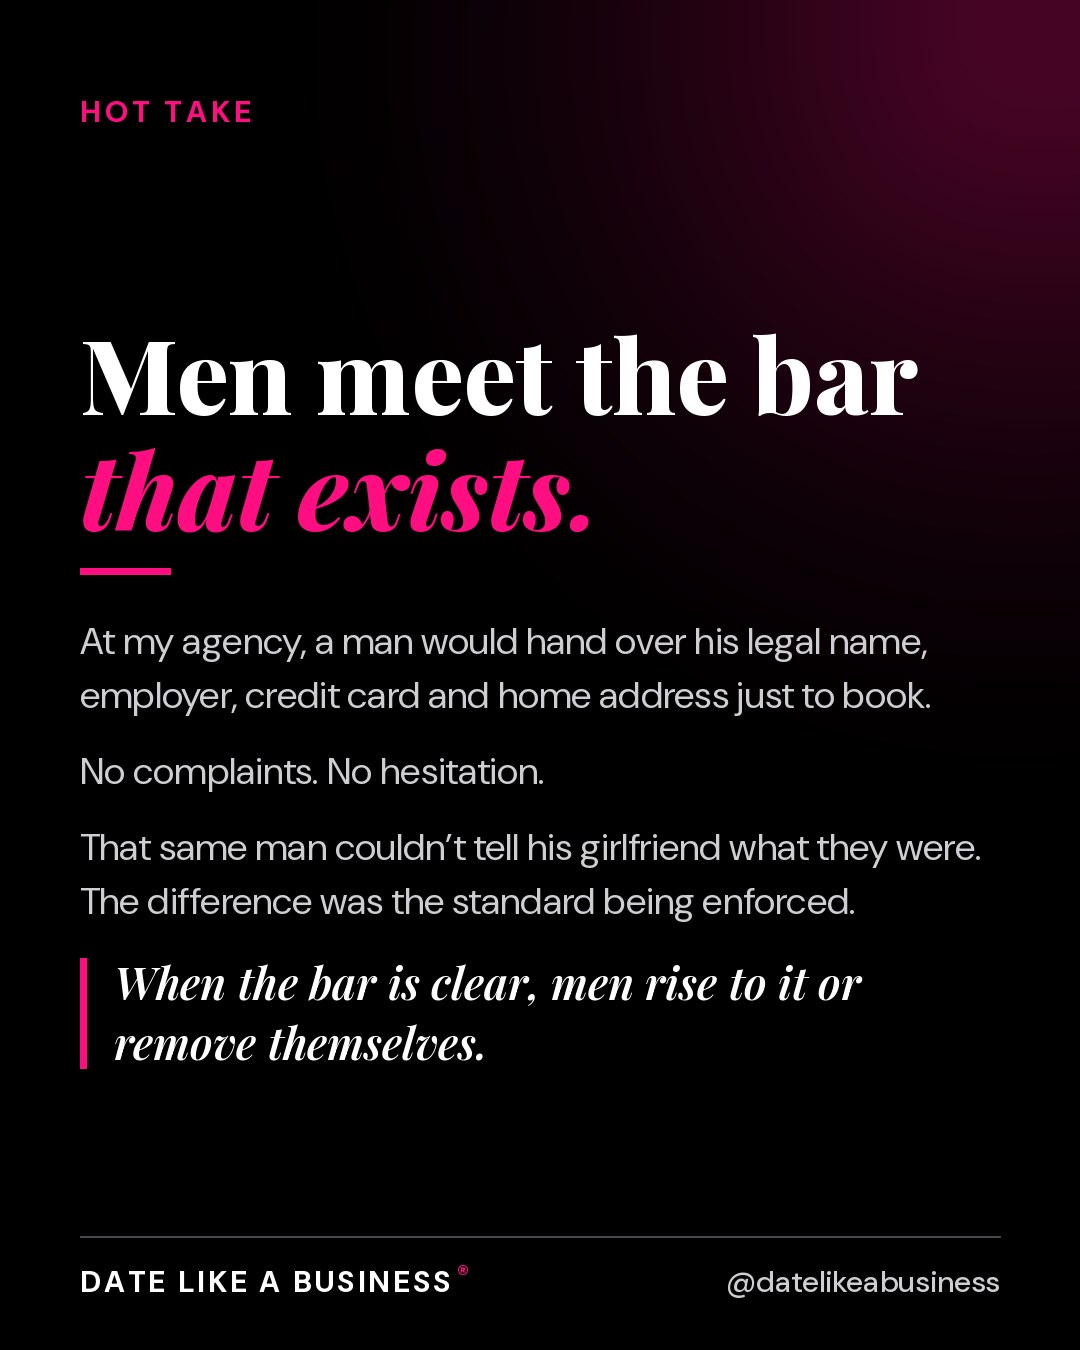 HOT TAKE
Men meet the bar
that exists.
At my agency, a man would hand over his legal name,
employer, credit card and home address just to book.
No complaints. No hesitation.
That same man couldn’t tell his girlfriend what they were.
The difference was the standard being enforced.
When the bar is clear, men rise to it or
remove themselves.
DATE LIKE A BUSINESS®
@datelikeabusiness